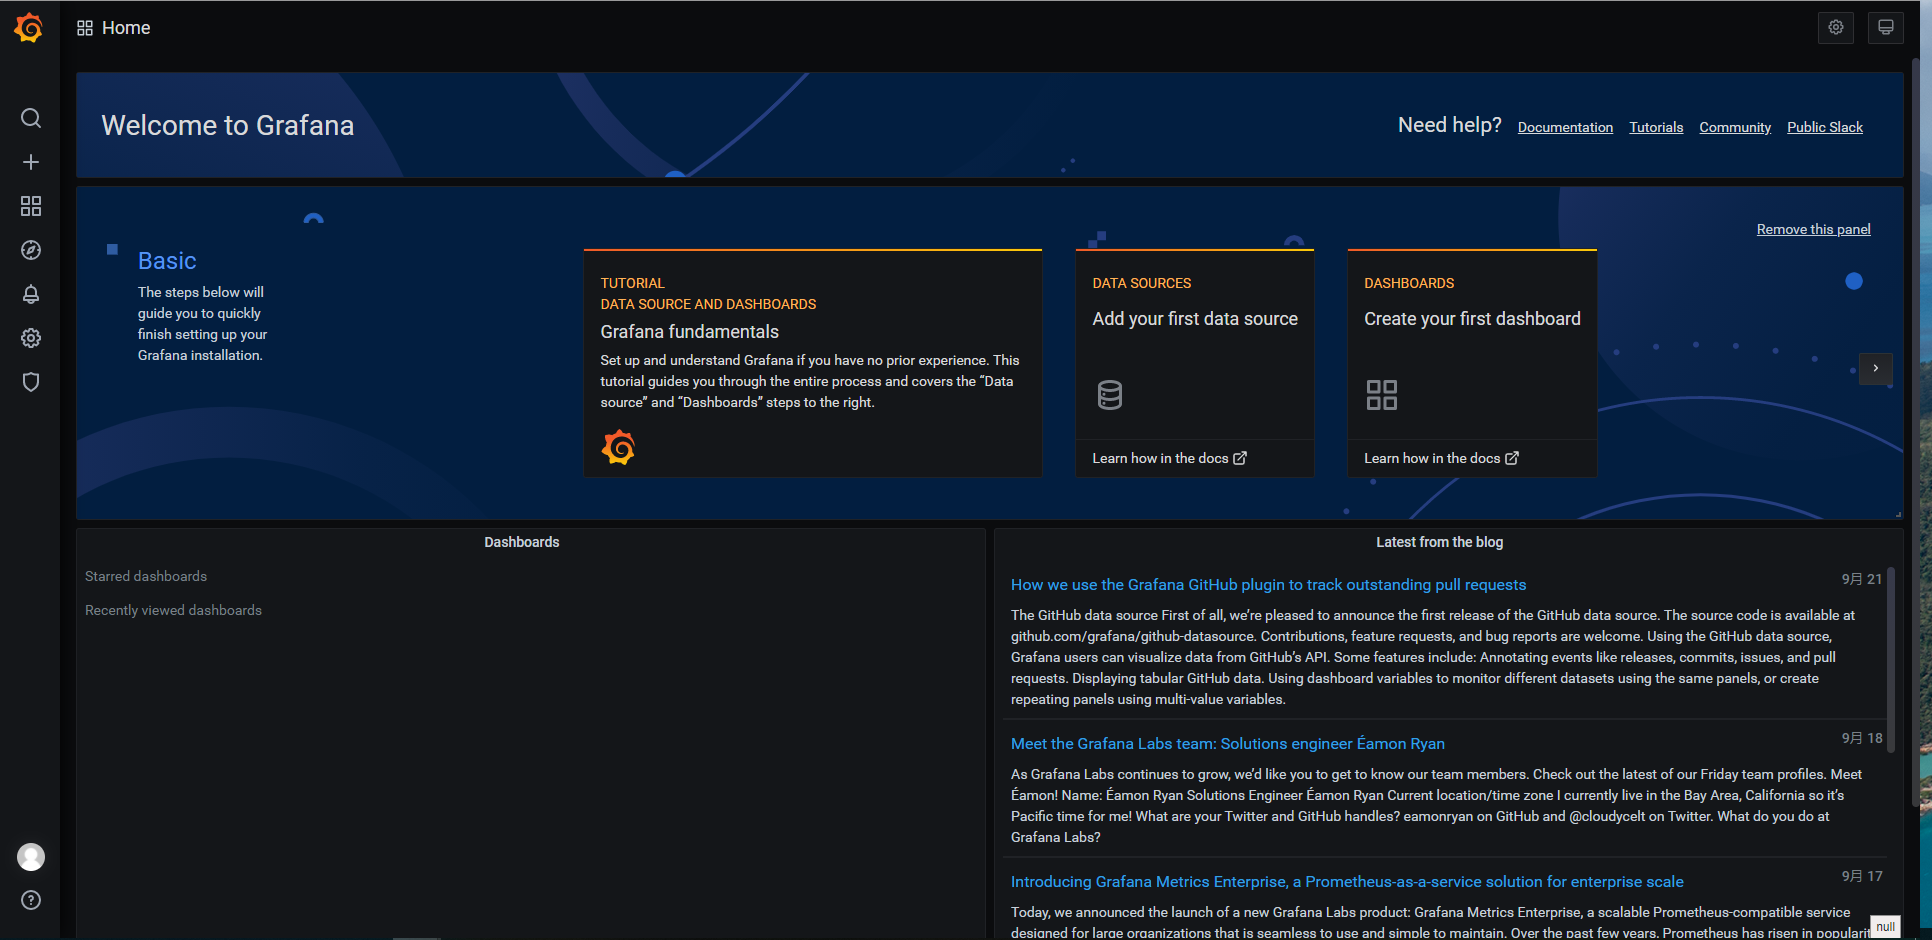 Home
Welcome to Grafana
Need help? Documentation Tutorials Community Public Slack
Remove this panel
Basic
The steps below will
guide you to quickly
finish setting up your
Grafana installation.
TUTORIAL
DATA SOURCE AND DASHBOARDS
Grafana fundamentals
Set up and understand Grafana if you have no prior experience. This
tutorial guides you through the entire process and covers the “Data
source” and “Dashboards” steps to the right.
DATA SOURCES
Add your first data source
Learn how in the docs
DASHBOARDS
Create your first dashboard
Learn how in the docs
Dashboards
Starred dashboards
Recently viewed dashboards
Latest from the blog
How we use the Grafana GitHub plugin to track outstanding pull requests
9月 21
The GitHub data source First of all, we’re pleased to announce the first release of the GitHub data source. The source code is available at
github.com/grafana/github-datasource. Contributions, feature requests, and bug reports are welcome. Using the GitHub data source,
Grafana users can visualize data from GitHub’s API. Some features include: Annotating events like releases, commits, issues, and pull
requests. Displaying tabular GitHub data. Using dashboard variables to monitor different datasets using the same panels, or create
repeating panels using multi-value variables.
Meet the Grafana Labs team: Solutions engineer Éamon Ryan
9月 18
As Grafana Labs continues to grow, we’d like you to get to know our team members. Check out the latest of our Friday team profiles. Meet
Éamon! Name: Éamon Ryan Solutions Engineer Éamon Ryan Current location/time zone I currently live in the Bay Area, California so it’s
Pacific time for me! What are your Twitter and GitHub handles? eamonryan on GitHub and @cloudycelt on Twitter. What do you do at
Grafana Labs?
Introducing Grafana Metrics Enterprise, a Prometheus-as-a-service solution for enterprise scale
9月 17
Today, we announced the launch of a new Grafana Labs product: Grafana Metrics Enterprise, a scalable Prometheus-compatible service
designed for large organizations that is seamless to use and simple to maintain. Over the past few years, Prometheus has risen in popularit
null